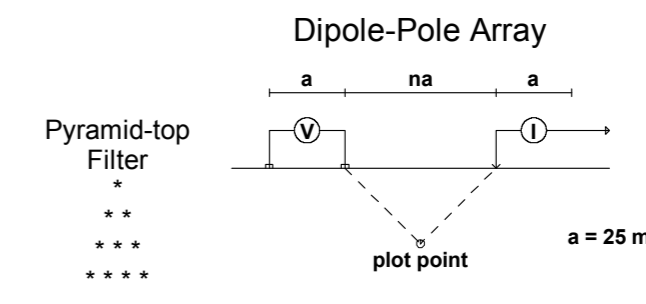 Dipole-Pole Array
a na a
V I
Pyramid-top
Filter
*
* *
* * *
* * * *
plot point
a = 25 m